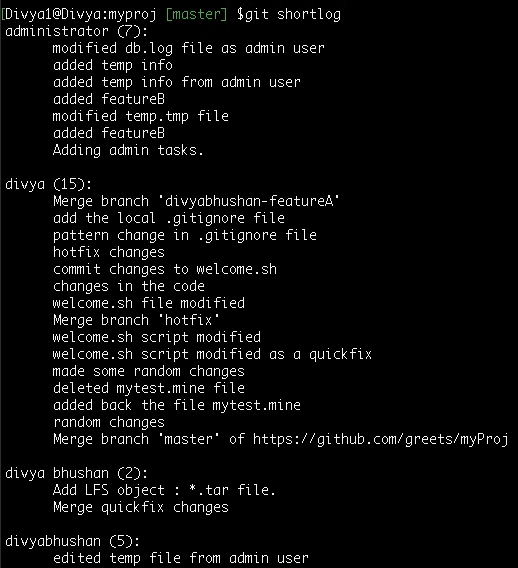 [Divya1@Divya:myproj [master] $git shortlog
administrator (7):
modified db.log file as admin user
added temp info
added temp info from admin user
added featureB
modified temp.tmp file
added featureB
Adding admin tasks.
divya (15):
Merge branch 'divyabhushan-featureA'
add the local .gitignore file
pattern change in .gitignore file
hotfix changes
commit changes to welcome.sh
changes in the code
welcome.sh file modified
Merge branch 'hotfix'
welcome.sh script modified
welcome.sh script modified as a quickfix
made some random changes
deleted mytest.mine file
added back the file mytest.mine
random changes
Merge branch 'master' of https://github.com/greets/myProj
divya bhushan (2):
Add LFS object : *.tar file.
Merge quickfix changes
divyabhushan (5):
edited temp file from admin user